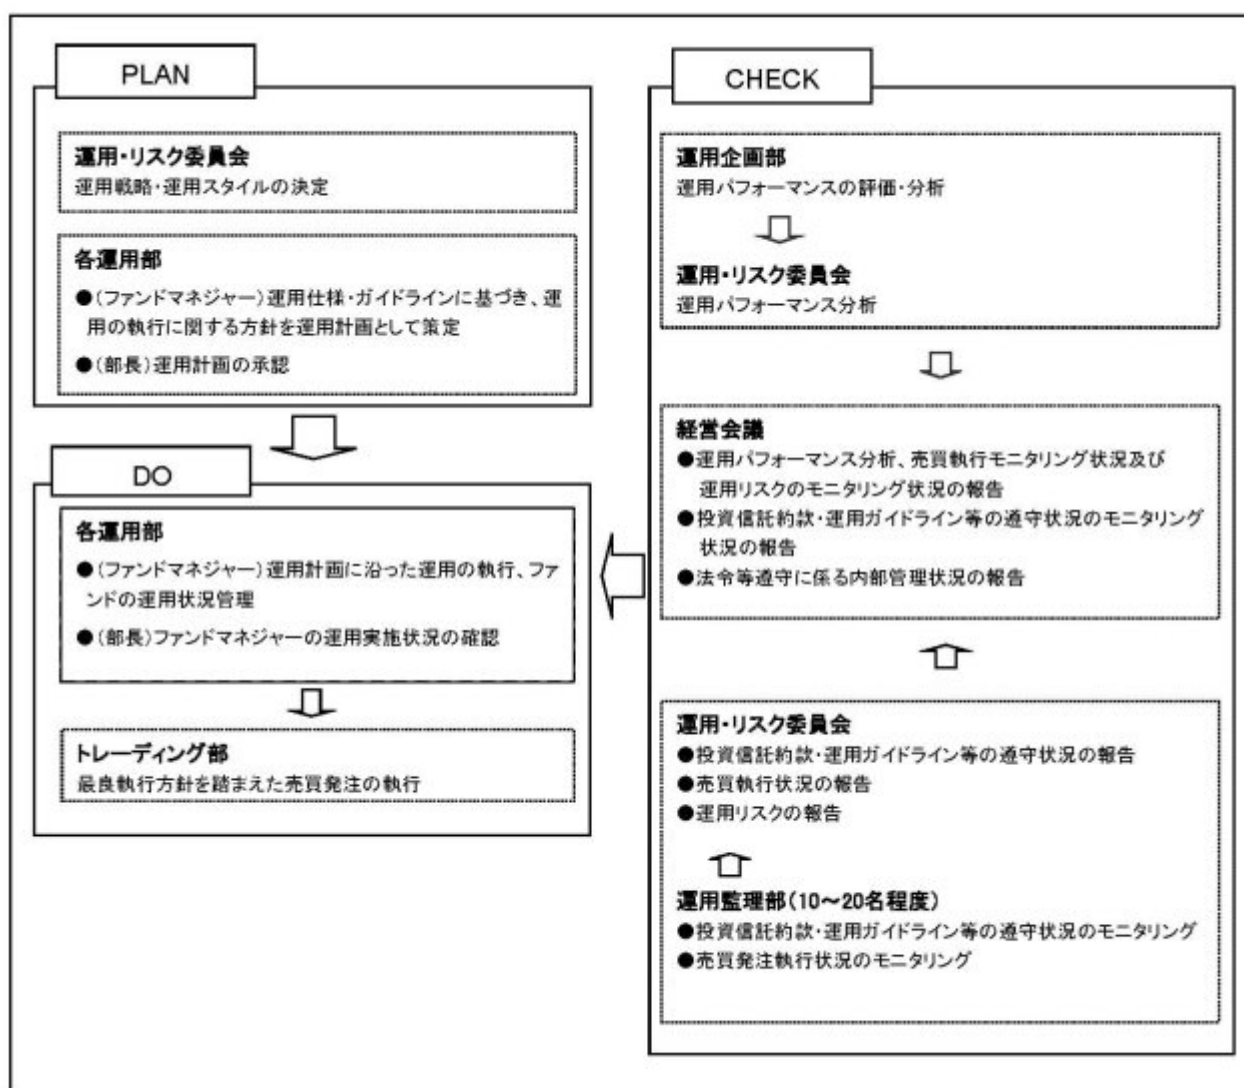 PLAN
運用・リスク委員会
運用戦略・運用スタイルの決定
各運用部
●(ファンドマネジャー)運用仕様・ガイドラインに基づき、運
用の執行に関する方針を運用計画として策定
●(部長)運用計画の承認
DO
各運用部
●(ファンドマネジャー)運用計画に沿った運用の執行、ファ
ンドの運用状況管理
●(部長)ファンドマネジャーの運用実施状況の確認
トレーディング部
最良執行方針を踏まえた売買発注の執行
CHECK
運用企画部
運用パフォーマンスの評価・分析
運用・リスク委員会
運用パフォーマンス分析
経営会議
●運用パフォーマンス分析、売買執行モニタリング状況及び
運用リスクのモニタリング状況の報告
●投資信託約款・運用ガイドライン等の遵守状況のモニタリング
状況の報告
●法令等遵守に係る内部管理状況の報告
運用・リスク委員会
●投資信託約款・運用ガイドライン等の遵守状況の報告
●売買執行状況の報告
●運用リスクの報告
運用監理部(10～20名程度)
●投資信託約款・運用ガイドライン等の遵守状況のモニタリング
●売買発注執行状況のモニタリング